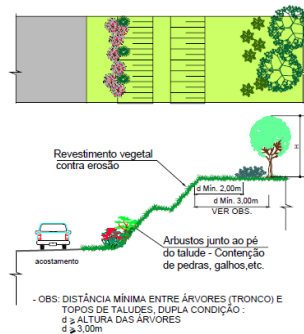 Revestimento vegetal
contra erosão
H
d Mín. 2,00m
d Mín. 3,00m
VER OBS.
acostamento
Arbustos junto ao pé
do talude - Contenção
de pedras, galhos,etc.
- OBS: DISTÂNCIA MÍNIMA ENTRE ÁRVORES (TRONCO) E
TOPOS DE TALUDES, DUPLA CONDIÇÃO :
d ≥ ALTURA DAS ÁRVORES
d ≥ 3,00m